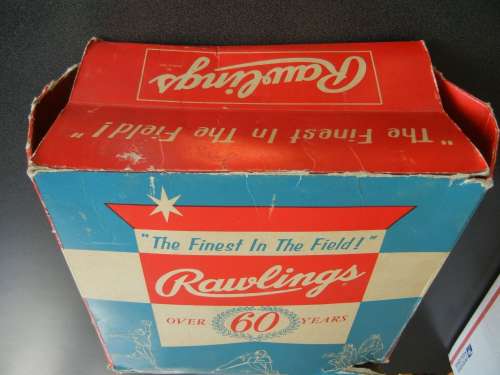 Rawlings
"The Finest In The Field!"
"The Finest In The Field!"
Rawlings
OVER 60 YEARS